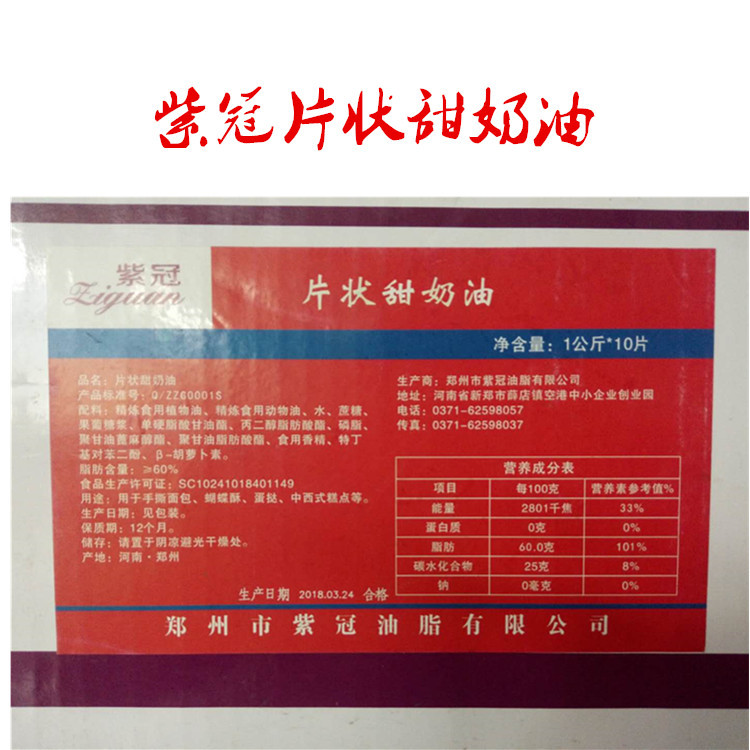 紫冠片状甜奶油
紫冠
Ziguan
片状甜奶油
净含量：1公斤*10片
品名：片状甜奶油
产品标准号：Q/ZZG0001S
配料：精炼食用植物油、精炼食用动物油、水、蔗糖、
果葡糖浆、单硬脂酸甘油酯、丙二醇脂肪酸酯、磷脂、
聚甘油蓖麻醇酯、聚甘油脂肪酸酯、食用香精、特丁
基对苯二酚、β-胡萝卜素。
脂肪含量：≥60%
食品生产许可证：SC10241018401149
用途：用于手撕面包、蝴蝶酥、蛋挞、中西式糕点等。
生产日期：见包装。
保质期：12个月。
储存：请置于阴凉避光干燥处。
产地：河南·郑州
生产商：郑州市紫冠油脂有限公司
地址：河南省新郑市薛店镇空港中小企业创业园
电话：0371-62598057
传真：0371-62598037
营养成分表
项目 每100克 营养素参考值%
能量 2801千焦 33%
蛋白质 0克 0%
脂肪 60.0克 101%
碳水化合物 25克 8%
钠 0毫克 0%
生产日期 2018.03.24 合格
郑州市紫冠油脂有限公司